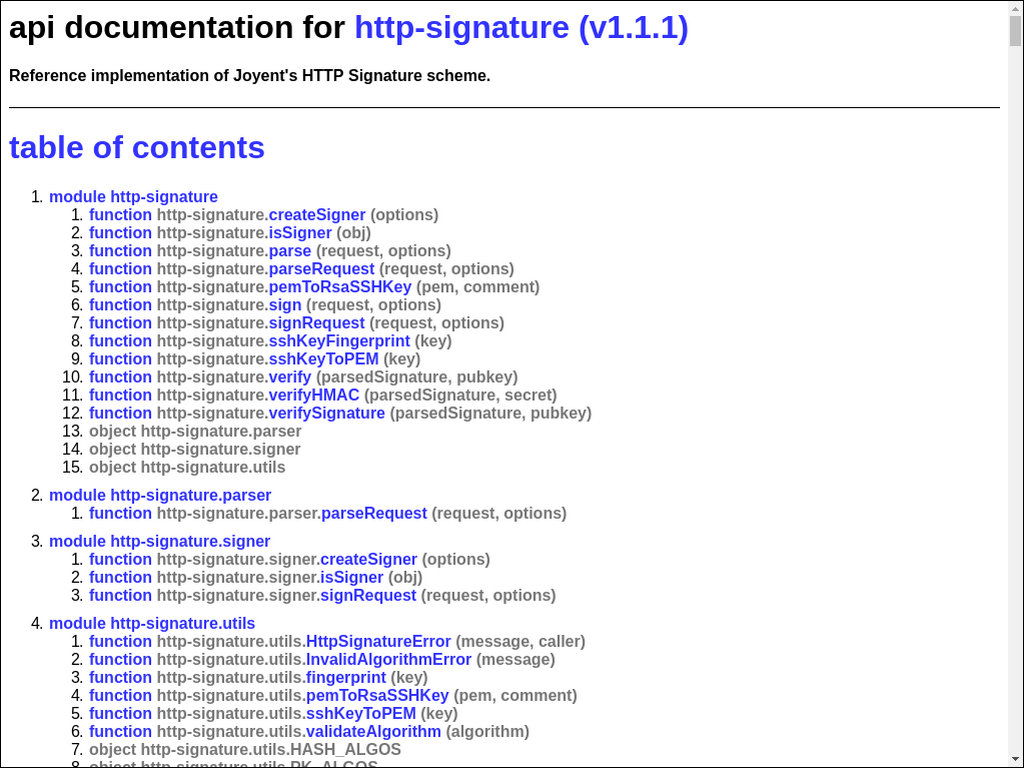 api documentation for http-signature (v1.1.1)
Reference implementation of Joyent's HTTP Signature scheme.
table of contents
1. module http-signature
1. function http-signature.createSigner (options)
2. function http-signature.isSigner (obj)
3. function http-signature.parse (request, options)
4. function http-signature.parseRequest (request, options)
5. function http-signature.pemToRsaSSHKey (pem, comment)
6. function http-signature.sign (request, options)
7. function http-signature.signRequest (request, options)
8. function http-signature.sshKeyFingerprint (key)
9. function http-signature.sshKeyToPEM (key)
10. function http-signature.verify (parsedSignature, pubkey)
11. function http-signature.verifyHMAC (parsedSignature, secret)
12. function http-signature.verifySignature (parsedSignature, pubkey)
13. object http-signature.parser
14. object http-signature.signer
15. object http-signature.utils
2. module http-signature.parser
1. function http-signature.parser.parseRequest (request, options)
3. module http-signature.signer
1. function http-signature.signer.createSigner (options)
2. function http-signature.signer.isSigner (obj)
3. function http-signature.signer.signRequest (request, options)
4. module http-signature.utils
1. function http-signature.utils.HttpSignatureError (message, caller)
2. function http-signature.utils.InvalidAlgorithmError (message)
3. function http-signature.utils.fingerprint (key)
4. function http-signature.utils.pemToRsaSSHKey (pem, comment)
5. function http-signature.utils.sshKeyToPEM (key)
6. function http-signature.utils.validateAlgorithm (algorithm)
7. object http-signature.utils.HASH_ALGOS
8. object http-signature.utils.PK_ALGOS